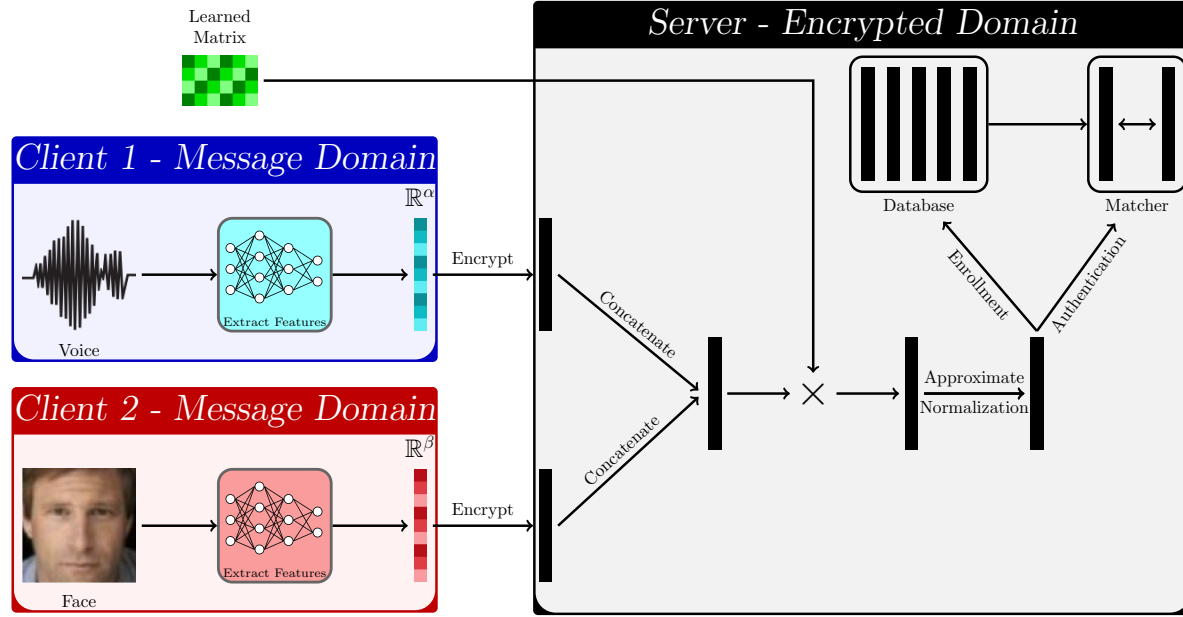 Learned
Matrix
Server - Encrypted Domain
Client 1 - Message Domain
ℝ^α
Extract Features
Voice
Encrypt
Client 2 - Message Domain
ℝ^β
Extract Features
Face
Encrypt
Concatenate
Concatenate
×
Approximate
Normalization
Enrollment
Authentication
Database
Matcher